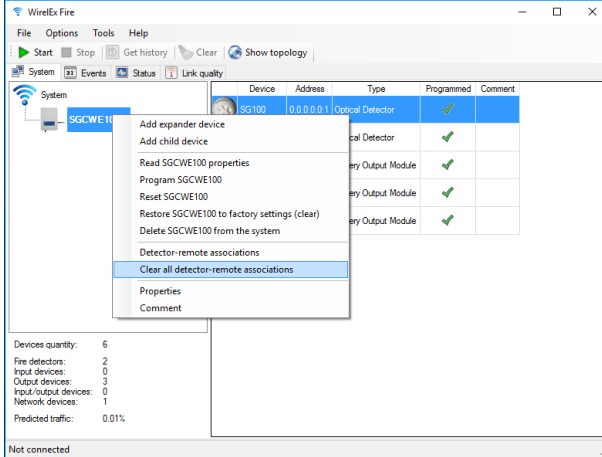 WirelEx Fire
File Options Tools Help
Start Stop Get history Clear Show topology
System Events Status Link quality
System
SGCWE10
Device Address Type Programmed Comment
SG100 0.0.0.0.0:1 Optical Detector
cal Detector
ery Output Module
ery Output Module
ery Output Module
Add expander device
Add child device
Read SGCWE100 properties
Program SGCWE100
Reset SGCWE100
Restore SGCWE100 to factory settings (clear)
Delete SGCWE100 from the system
Detector-remote associations
Clear all detector-remote associations
Properties
Comment
Devices quantity: 6
Fire detectors: 2
Input devices: 0
Output devices: 3
Input/output devices: 0
Network devices: 1
Predicted traffic: 0.01%
Not connected